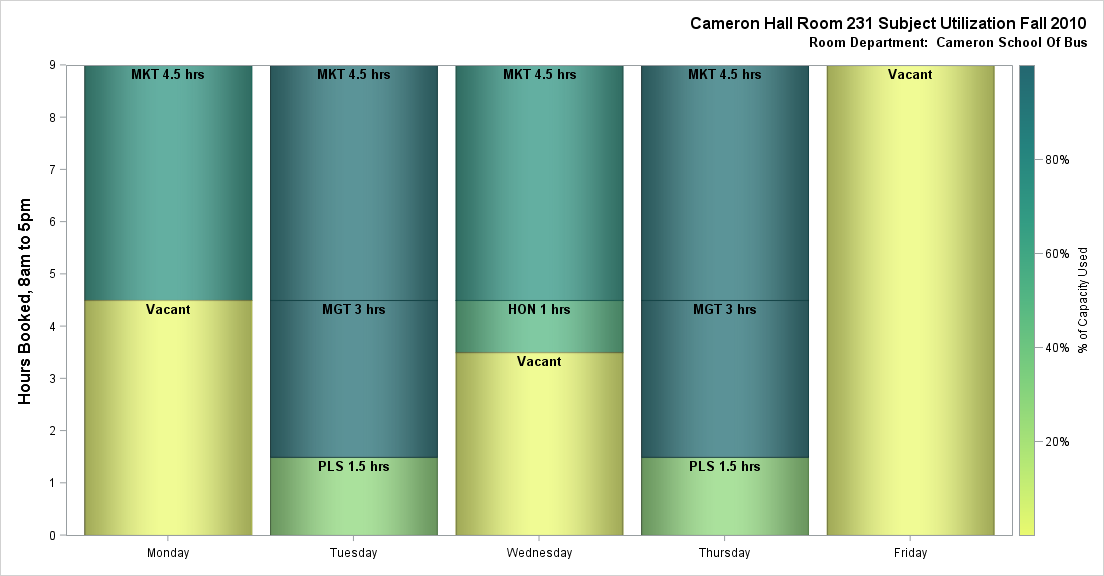 Cameron Hall Room 231 Subject Utilization Fall 2010
Room Department:  Cameron School Of Bus
Hours Booked, 8am to 5pm
9
8
7
6
5
4
3
2
1
0
MKT 4.5 hrs
Vacant
MKT 4.5 hrs
MGT 3 hrs
PLS 1.5 hrs
MKT 4.5 hrs
HON 1 hrs
Vacant
MKT 4.5 hrs
MGT 3 hrs
PLS 1.5 hrs
Vacant
Monday
Tuesday
Wednesday
Thursday
Friday
80%
60%
40%
20%
% of Capacity Used